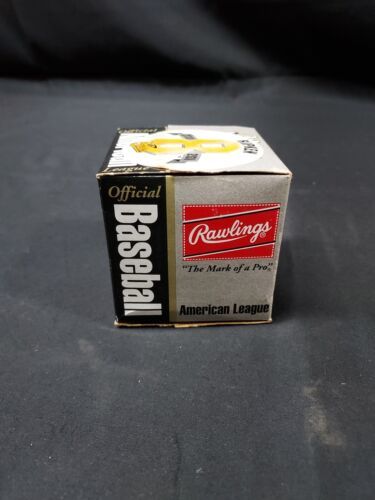 Official
Baseball
Rawlings®
"The Mark of a Pro"®
American League